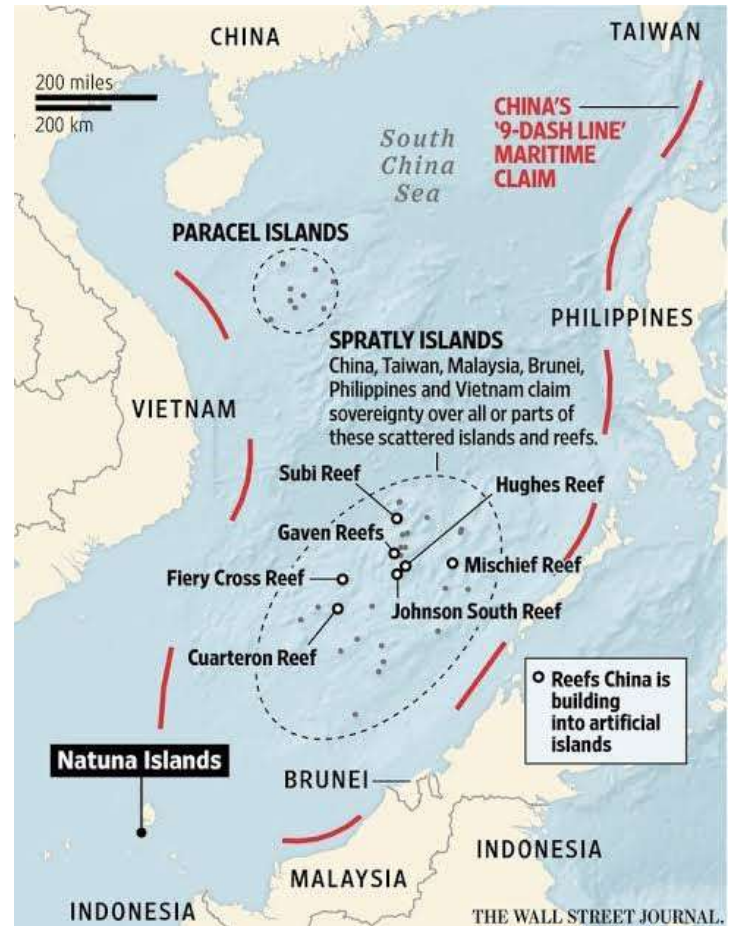 CHINA
TAIWAN
200 miles
200 km
CHINA'S
'9-DASH LINE'
MARITIME
CLAIM
South
China
Sea
PARACEL ISLANDS
PHILIPPINES
SPRATLY ISLANDS
China, Taiwan, Malaysia, Brunei,
Philippines and Vietnam claim
sovereignty over all or parts of
these scattered islands and reefs.
VIETNAM
Subi Reef
Hughes Reef
Gaven Reefs
Mischief Reef
Fiery Cross Reef
Johnson South Reef
Cuarteron Reef
Reefs China is
building
into artificial
islands
Natuna Islands
BRUNEI
INDONESIA
MALAYSIA
INDONESIA
THE WALL STREET JOURNAL.